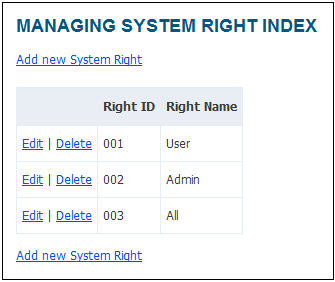 MANAGING SYSTEM RIGHT INDEX
Add new System Right
Right ID Right Name
Edit | Delete 001 User
Edit | Delete 002 Admin
Edit | Delete 003 All
Add new System Right